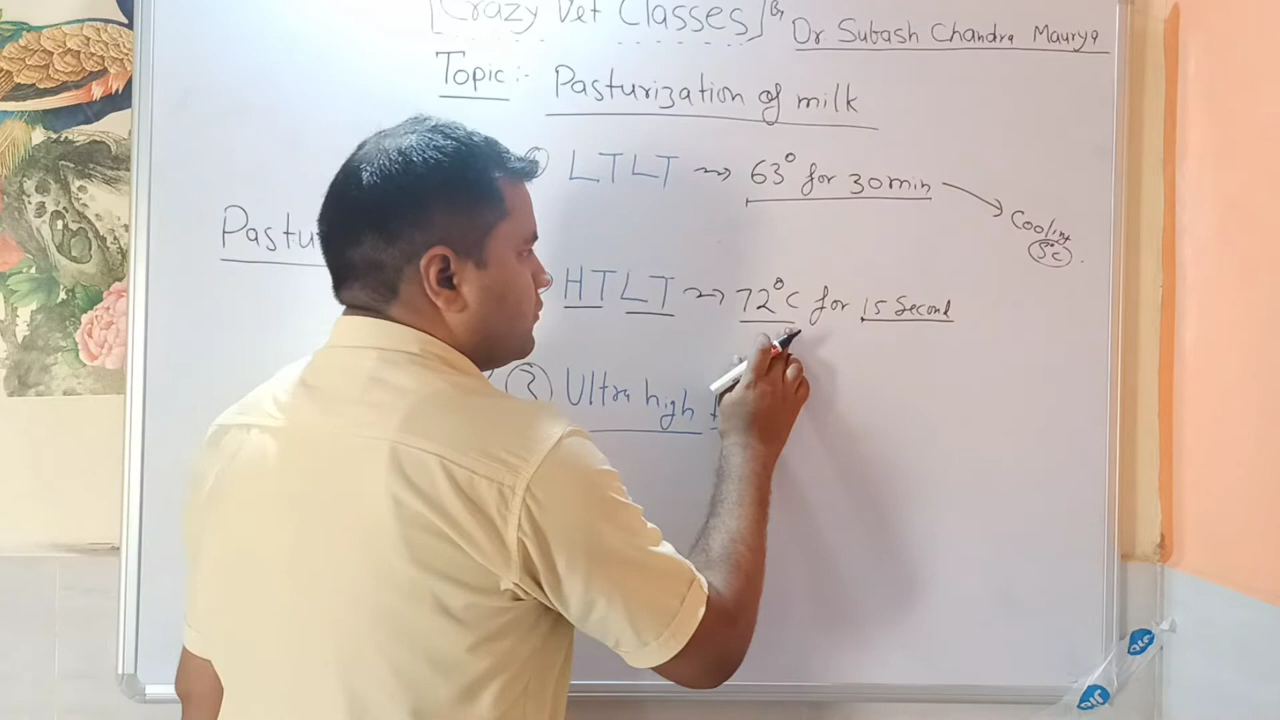 [Crazy Vet Classes] By Dr Subash Chandra Maurya
Topic :- Pasturization of milk
① LTLT ⇝ 63° for 30min
Cooling
5°C
Pastu
HTLT ⇝ 72°C for 15 Second
③ Ultra high